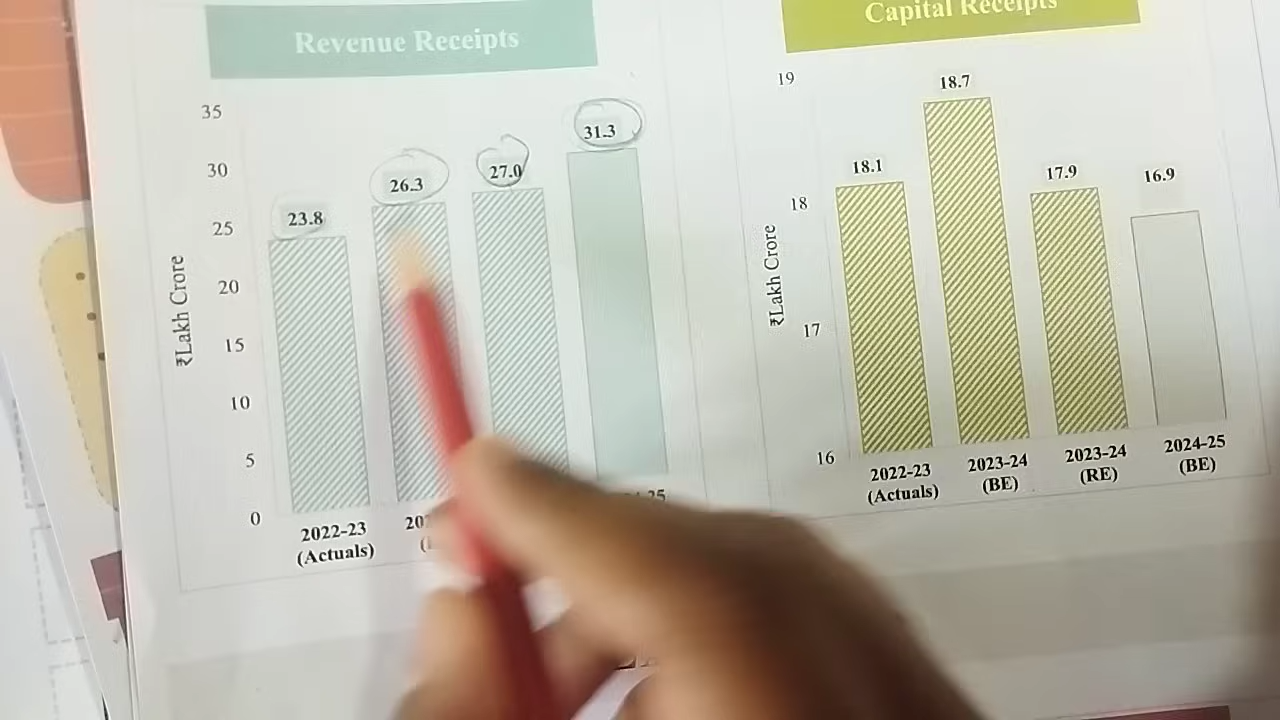 Revenue Receipts
35
30
25
20
15
10
5
0
₹Lakh Crore
23.8
26.3
27.0
31.3
2022-23
(Actuals)
Capital Receipts
19
18
17
16
₹Lakh Crore
18.1
18.7
17.9
16.9
2022-23
(Actuals)
2023-24
(BE)
2023-24
(RE)
2024-25
(BE)